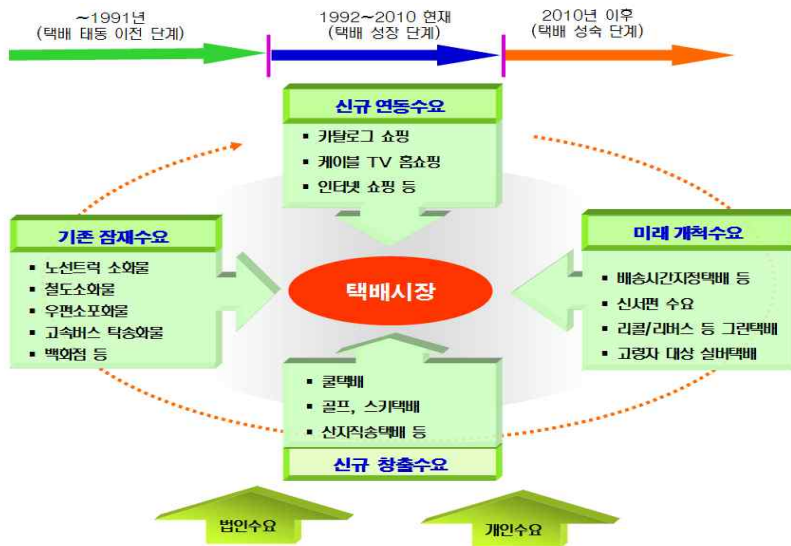 ~1991년
(택배 태동 이전 단계)
1992~2010 현재
(택배 성장 단계)
2010년 이후
(택배 성숙 단계)
신규 연동수요
▪ 카탈로그 쇼핑
▪ 케이블 TV 홈쇼핑
▪ 인터넷 쇼핑 등
기존 잠재수요
▪ 노선트럭 소화물
▪ 철도소화물
▪ 우편소포화물
▪ 고속버스 탁송화물
▪ 백화점 등
택배시장
미래 개척수요
▪ 배송시간지정택배 등
▪ 신서편 수요
▪ 리콜/리버스 등 그린택배
▪ 고령자 대상 실버택배
▪ 쿨택배
▪ 골프, 스키택배
▪ 산지직송택배 등
신규 창출수요
법인수요
개인수요